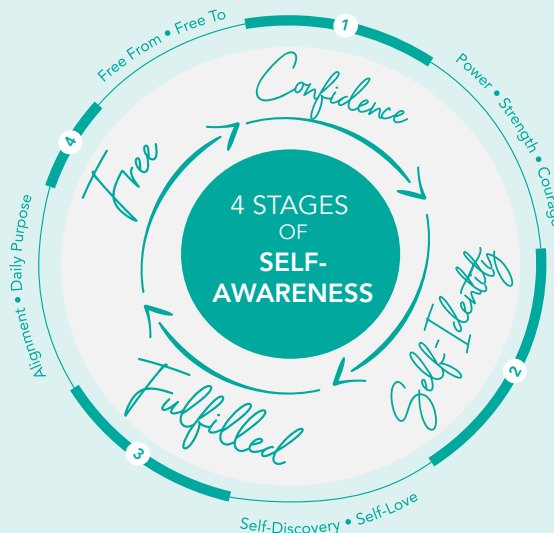 4 STAGES
OF
SELF-
AWARENESS
1
Confidence
Power • Strength • Courage
2
Self-Identity
Self-Discovery • Self-Love
3
Fulfilled
Alignment • Daily Purpose
4
Free
Free From • Free To